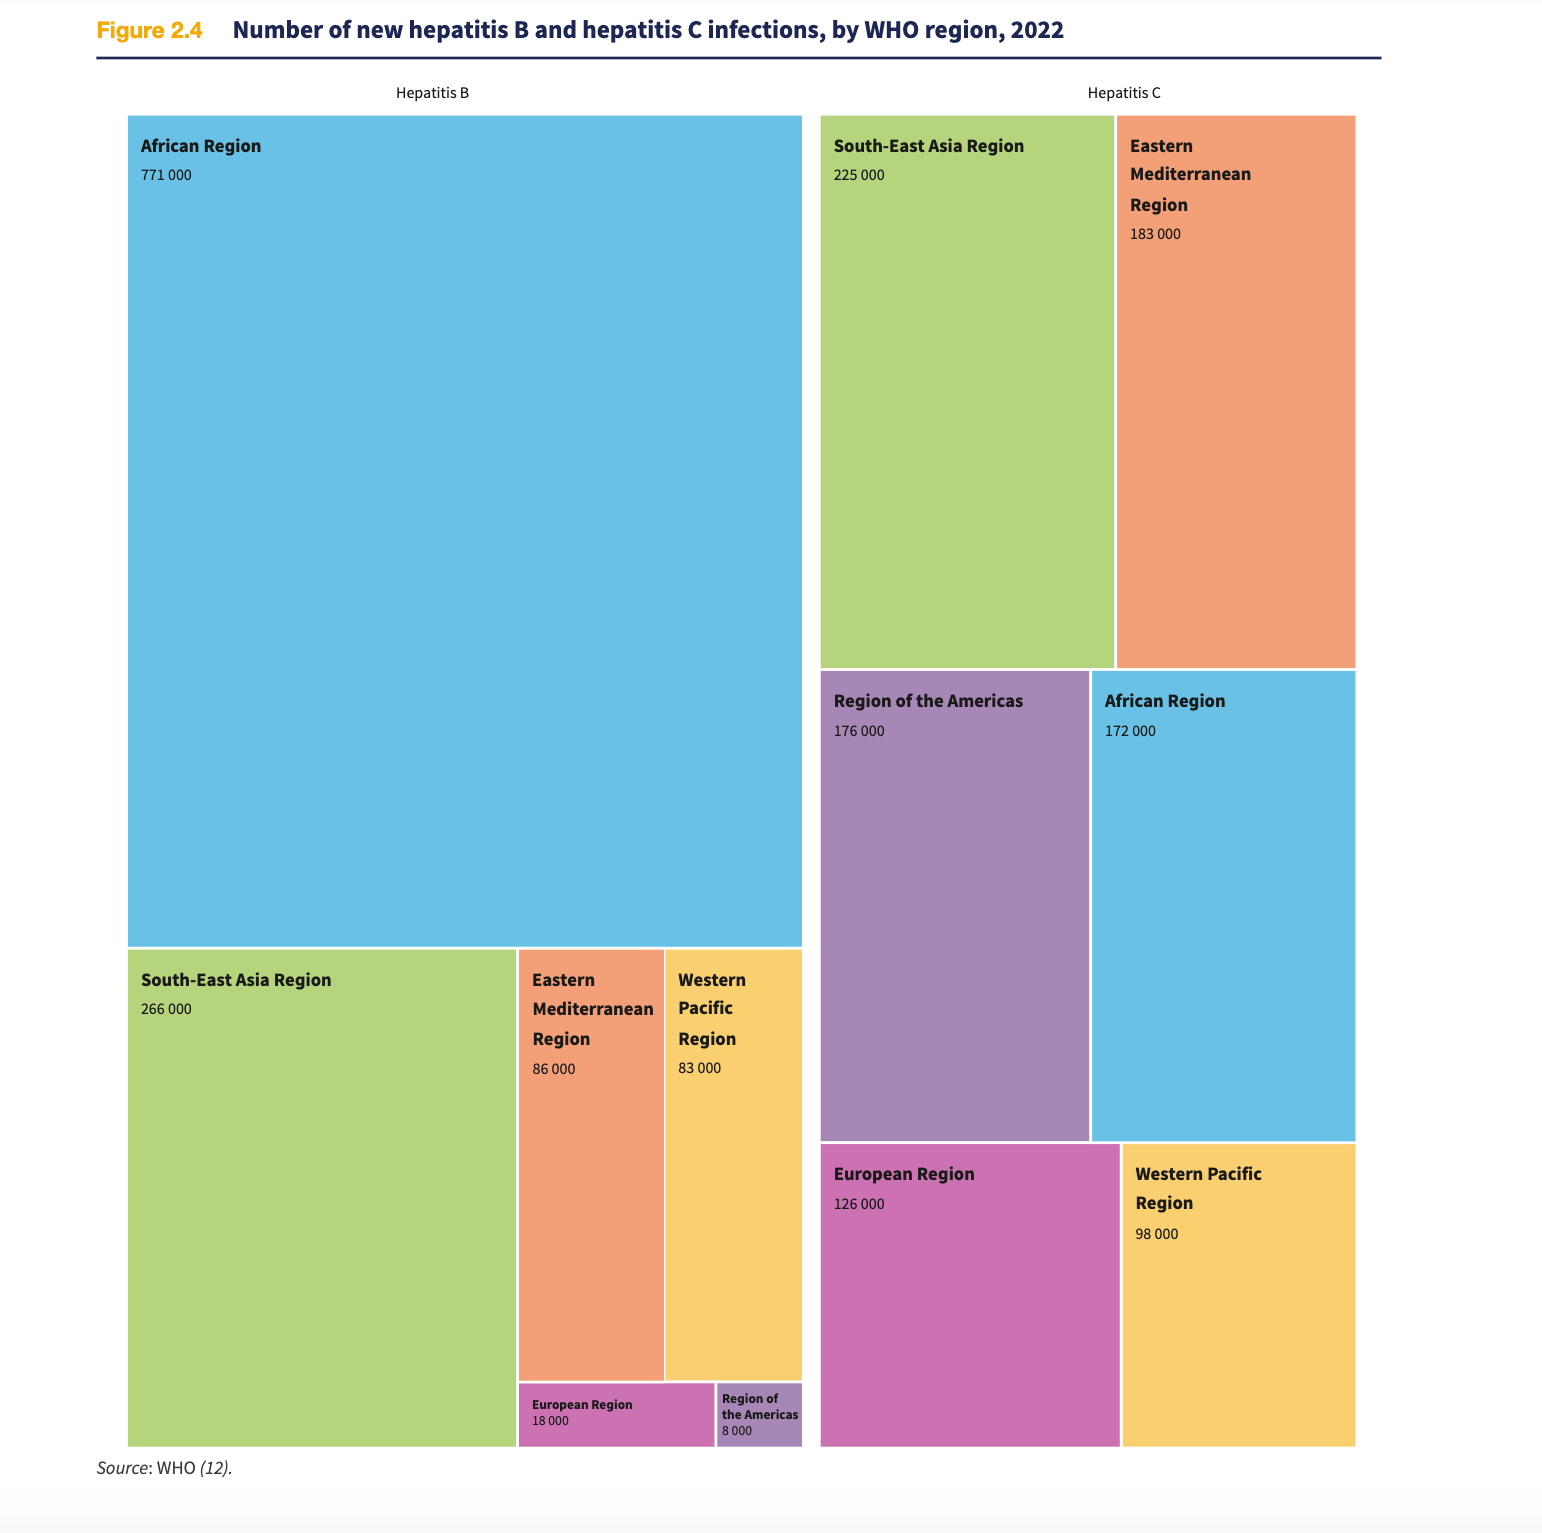 Figure 2.4 Number of new hepatitis B and hepatitis C infections, by WHO region, 2022
Hepatitis B
African Region
771 000
South-East Asia Region
266 000
Eastern
Mediterranean
Region
86 000
Western
Pacific
Region
83 000
European Region
18 000
Region of
the Americas
8 000
Hepatitis C
South-East Asia Region
225 000
Eastern
Mediterranean
Region
183 000
Region of the Americas
176 000
African Region
172 000
European Region
126 000
Western Pacific
Region
98 000
Source: WHO (12).